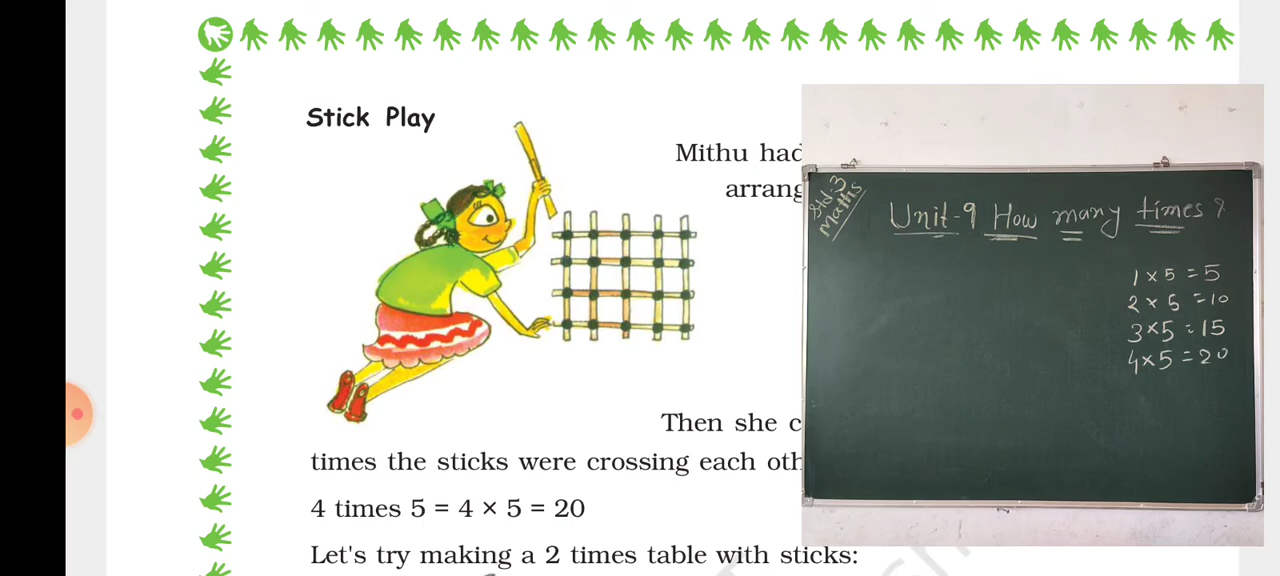 Stick Play
Mithu had
arrang
Then she c
times the sticks were crossing each oth
4 times 5 = 4 × 5 = 20
Let's try making a 2 times table with sticks:
Std-3
Maths
Unit-9 How many times ?
1 × 5 = 5
2 × 5 = 10
3 × 5 = 15
4 × 5 = 20